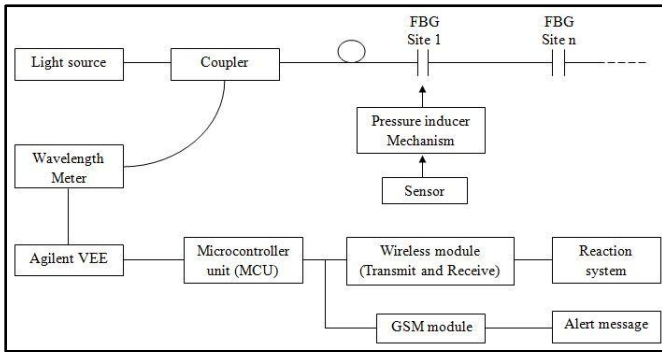 FBG
Site 1
FBG
Site n
Light source
Coupler
Pressure inducer
Mechanism
Wavelength
Meter
Sensor
Agilent VEE
Microcontroller
unit (MCU)
Wireless module
(Transmit and Receive)
Reaction
system
GSM module
Alert message